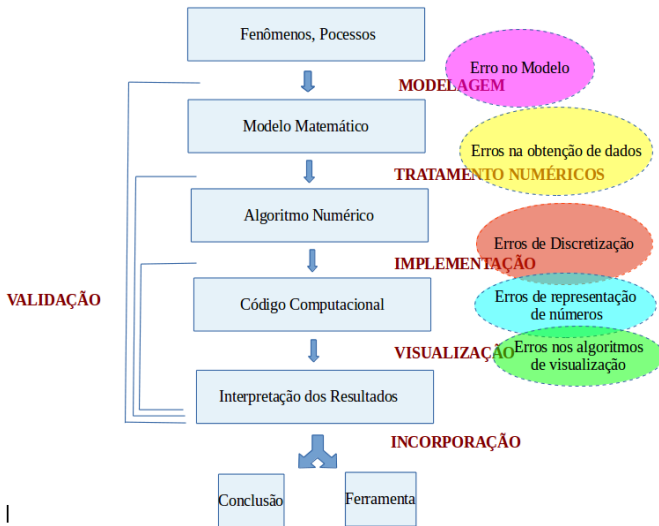 Fenômenos, Pocessos
Erro no Modelo
MODELAGEM
Modelo Matemático
Erros na obtenção de dados
TRATAMENTO NUMÉRICOS
Algoritmo Numérico
Erros de Discretização
IMPLEMENTAÇÃO
VALIDAÇÃO
Código Computacional
Erros de representação
de números
VISUALIZAÇÃO
Erros nos algoritmos
de visualização
Interpretação dos Resultados
INCORPORAÇÃO
Conclusão
Ferramenta